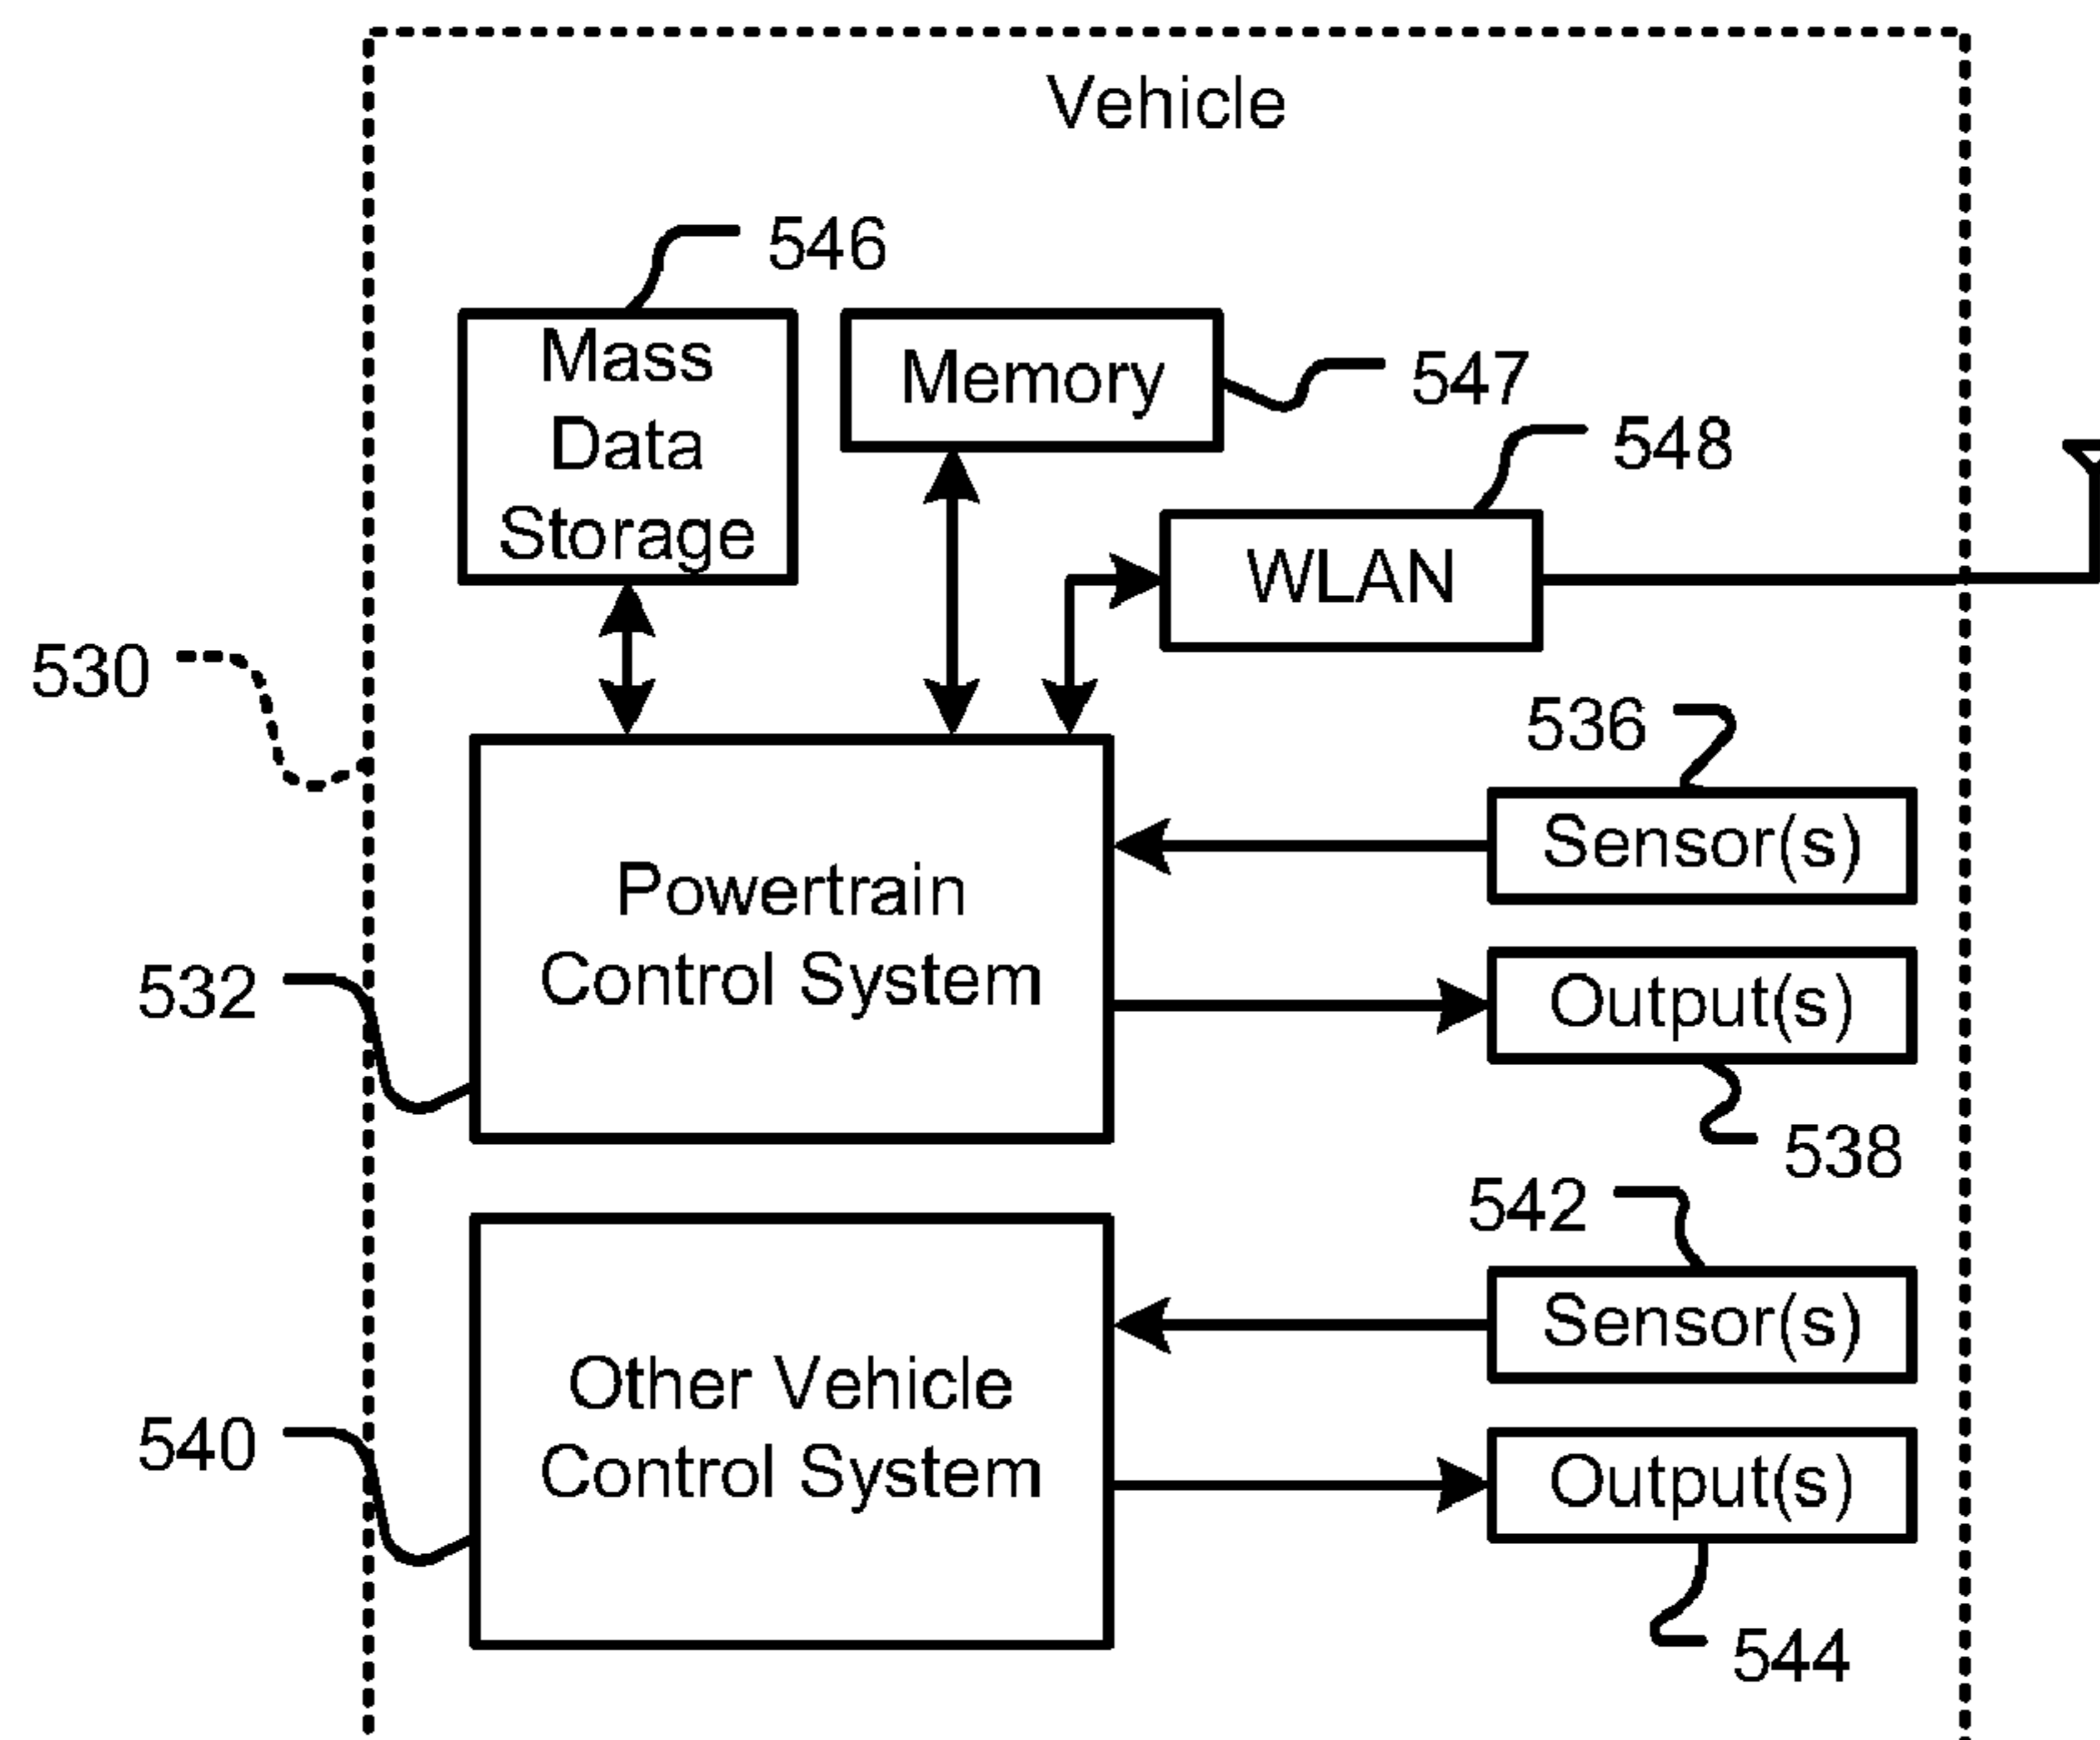 Vehicle
546
Mass
Data
Storage
Memory
547
548
WLAN
530
536
Sensor(s)
Powertrain
Control System
Output(s)
532
538
542
Sensor(s)
Other Vehicle
Control System
540
Output(s)
544